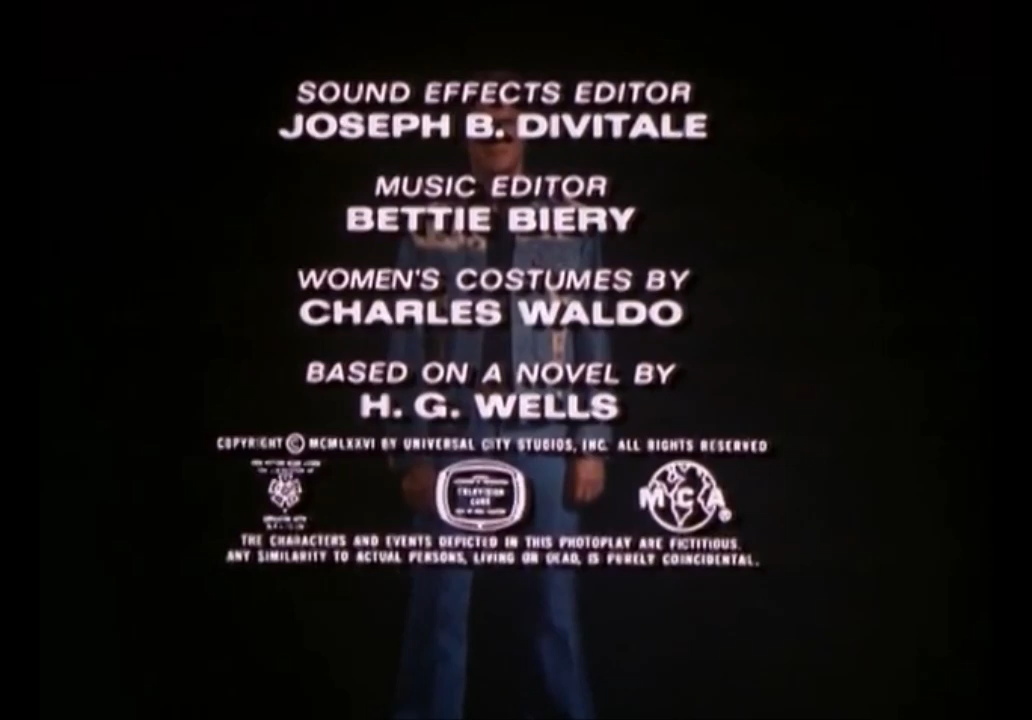 SOUND EFFECTS EDITOR
JOSEPH B. DIVITALE
MUSIC EDITOR
BETTIE BIERY
WOMEN'S COSTUMES BY
CHARLES WALDO
BASED ON A NOVEL BY
H. G. WELLS
COPYRIGHT © MCMLXXVI BY UNIVERSAL CITY STUDIOS, INC. ALL RIGHTS RESERVED
TELEVISION
MCA®
THE CHARACTERS AND EVENTS DEPICTED IN THIS PHOTOPLAY ARE FICTITIOUS.
ANY SIMILARITY TO ACTUAL PERSONS, LIVING OR DEAD, IS PURELY COINCIDENTAL.